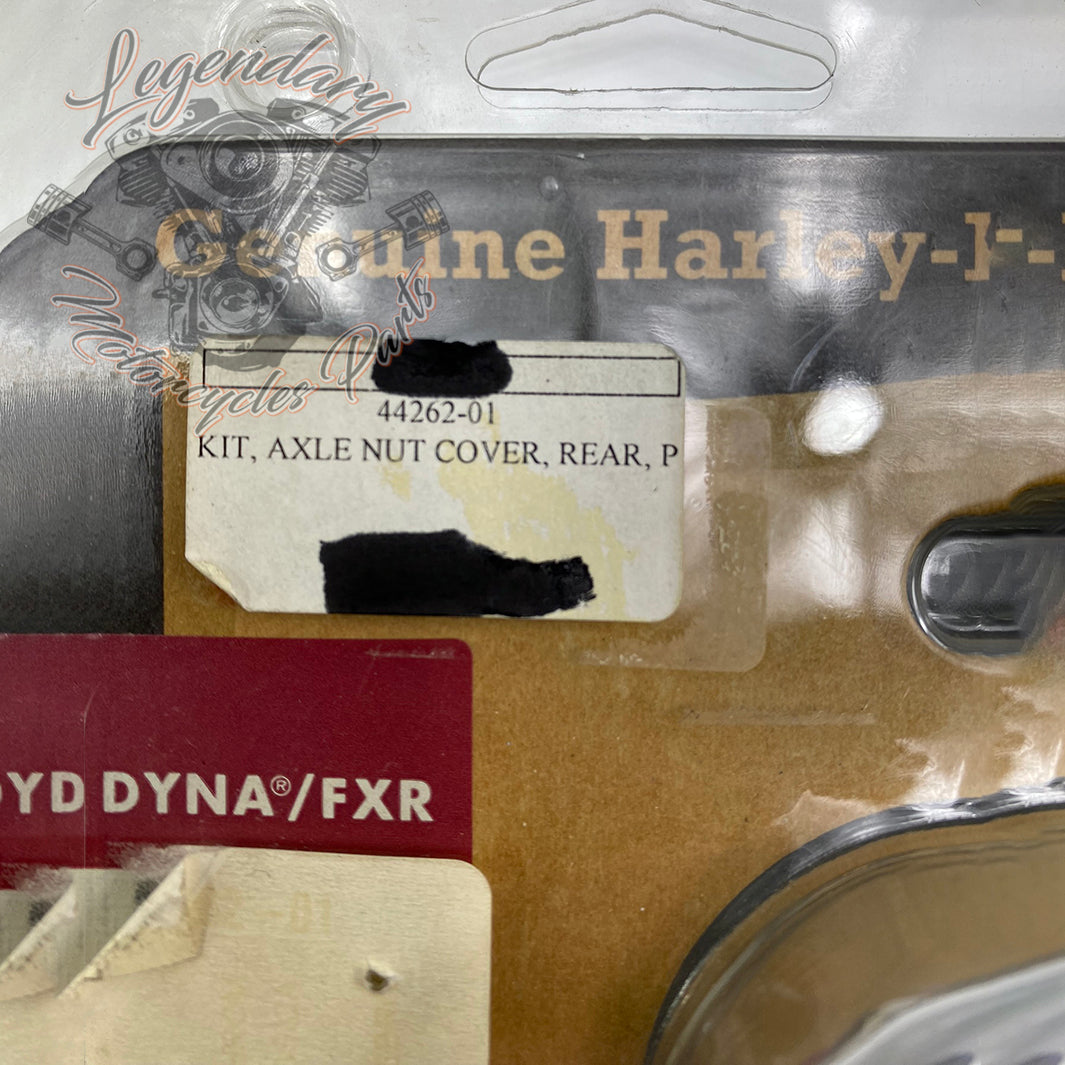 Legendary
Motorcycles Parts
Genuine Harley-
44262-01
KIT, AXLE NUT COVER, REAR, P
DYNA®/FXR